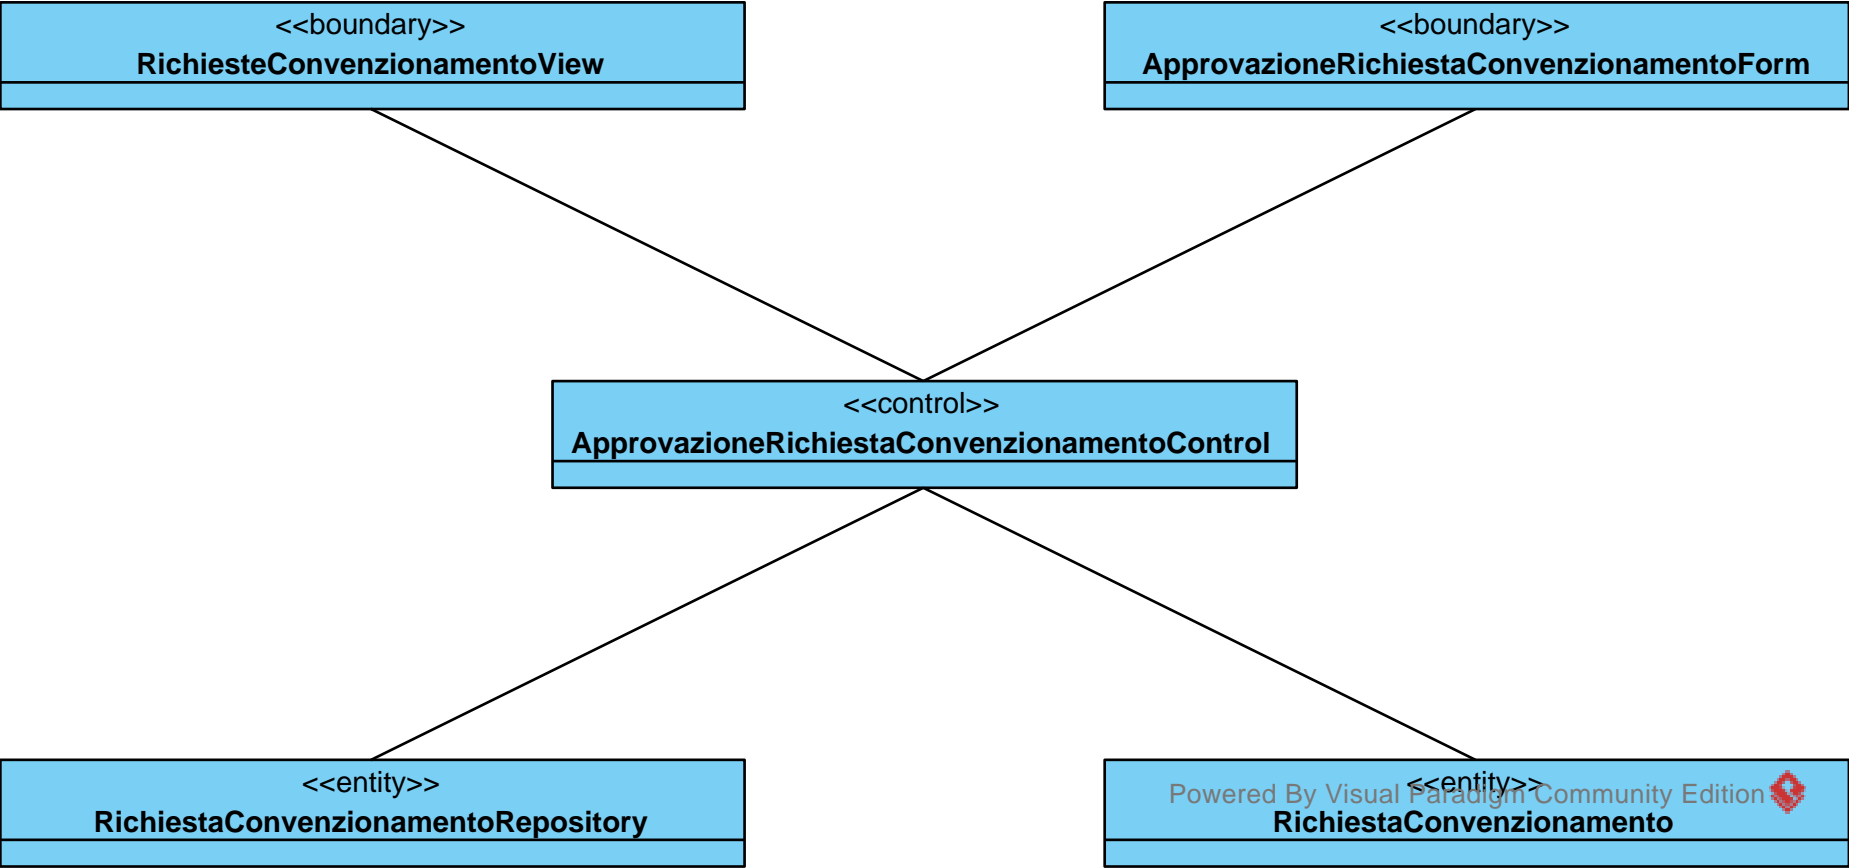 <<boundary>>
RichiesteConvenzionamentoView
<<boundary>>
ApprovazioneRichiestaConvenzionamentoForm
<<control>>
ApprovazioneRichiestaConvenzionamentoControl
<<entity>>
RichiestaConvenzionamentoRepository
<<entity>>
Powered By Visual Paradigm Community Edition
RichiestaConvenzionamento